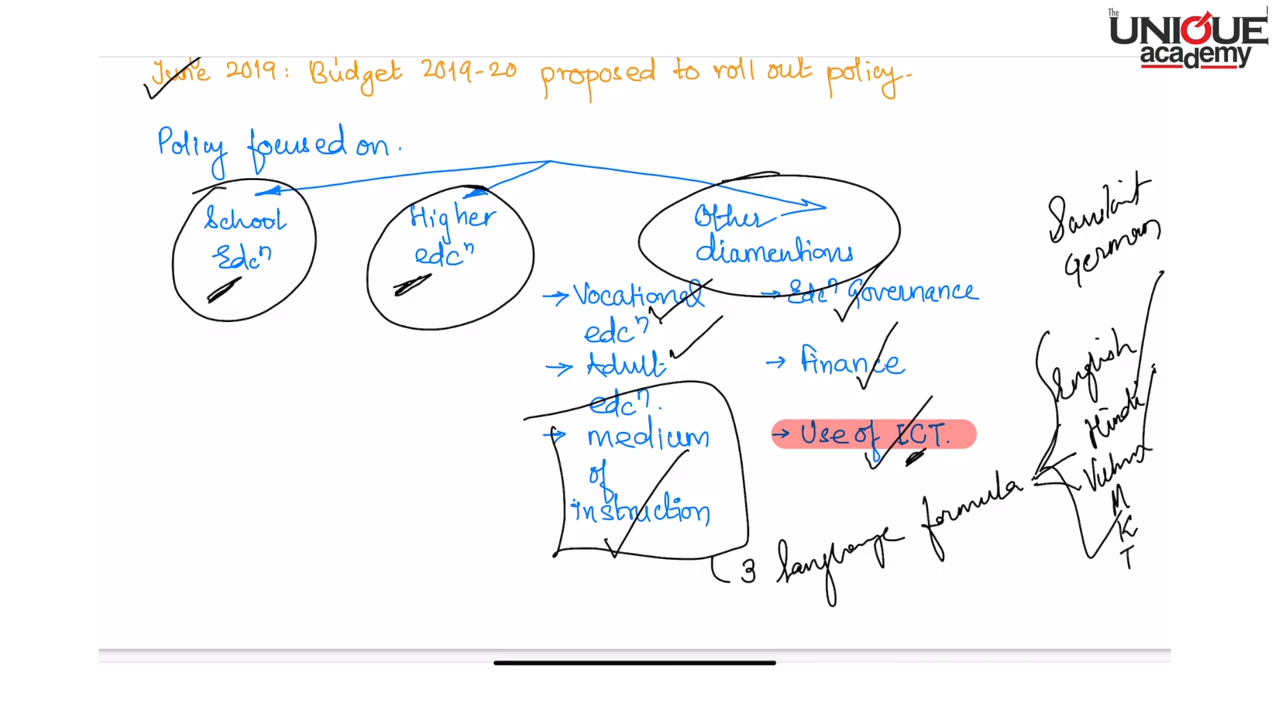 The
UNIQUE
academy
June 2019: Budget 2019-20 proposed to roll out policy.
Policy focused on.
School
Edcⁿ
Higher
edcⁿ
Other
diamentions
→ Vocational
edcⁿ
→ Adult
edcⁿ.
→ medium
of
instruction
→ Edcⁿ Governance
→ Finance
→ Use of ICT.
3 language formula
German
English
Hindi
M
K
T